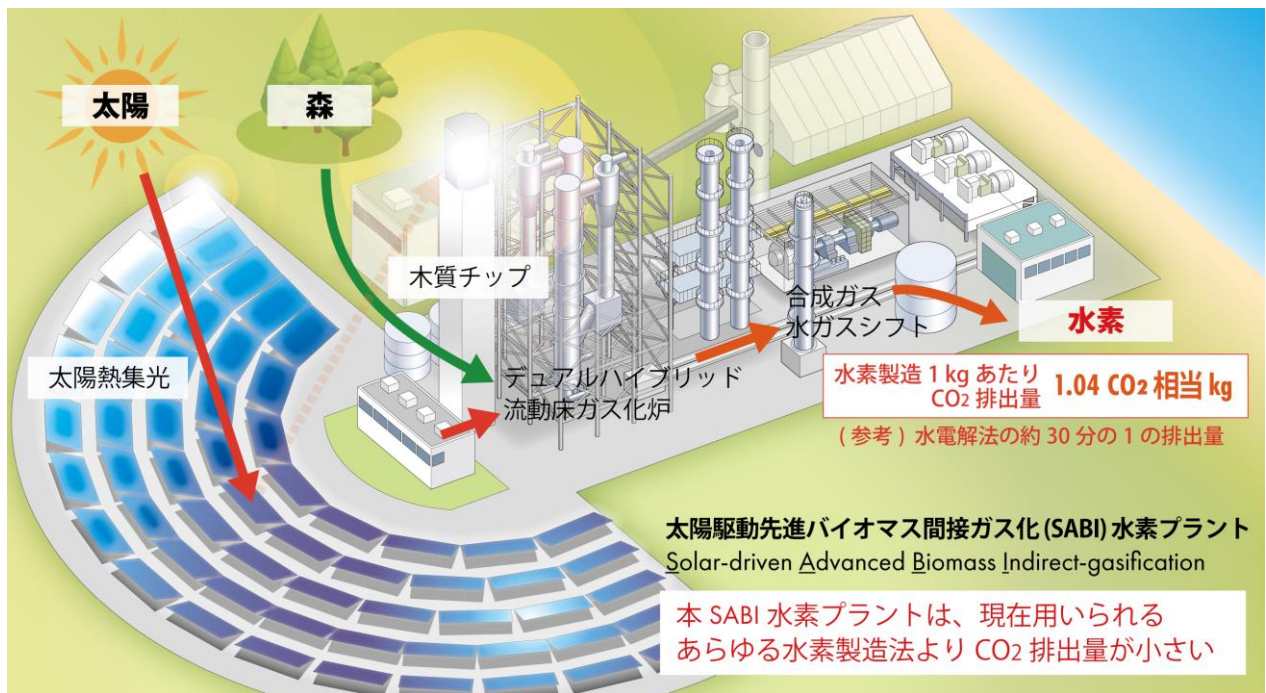 太陽
森
木質チップ
太陽熱集光
デュアルハイブリッド
流動床ガス化炉
合成ガス
水ガスシフト
水素
水素製造 1 kg あたり
CO2 排出量 1.04 CO2 相当 kg
( 参考 ) 水電解法の約 30 分の 1 の排出量
太陽駆動先進バイオマス間接ガス化 (SABI) 水素プラント
Solar-driven Advanced Biomass Indirect-gasification
本 SABI 水素プラントは、現在用いられる
あらゆる水素製造法より CO2 排出量が小さい